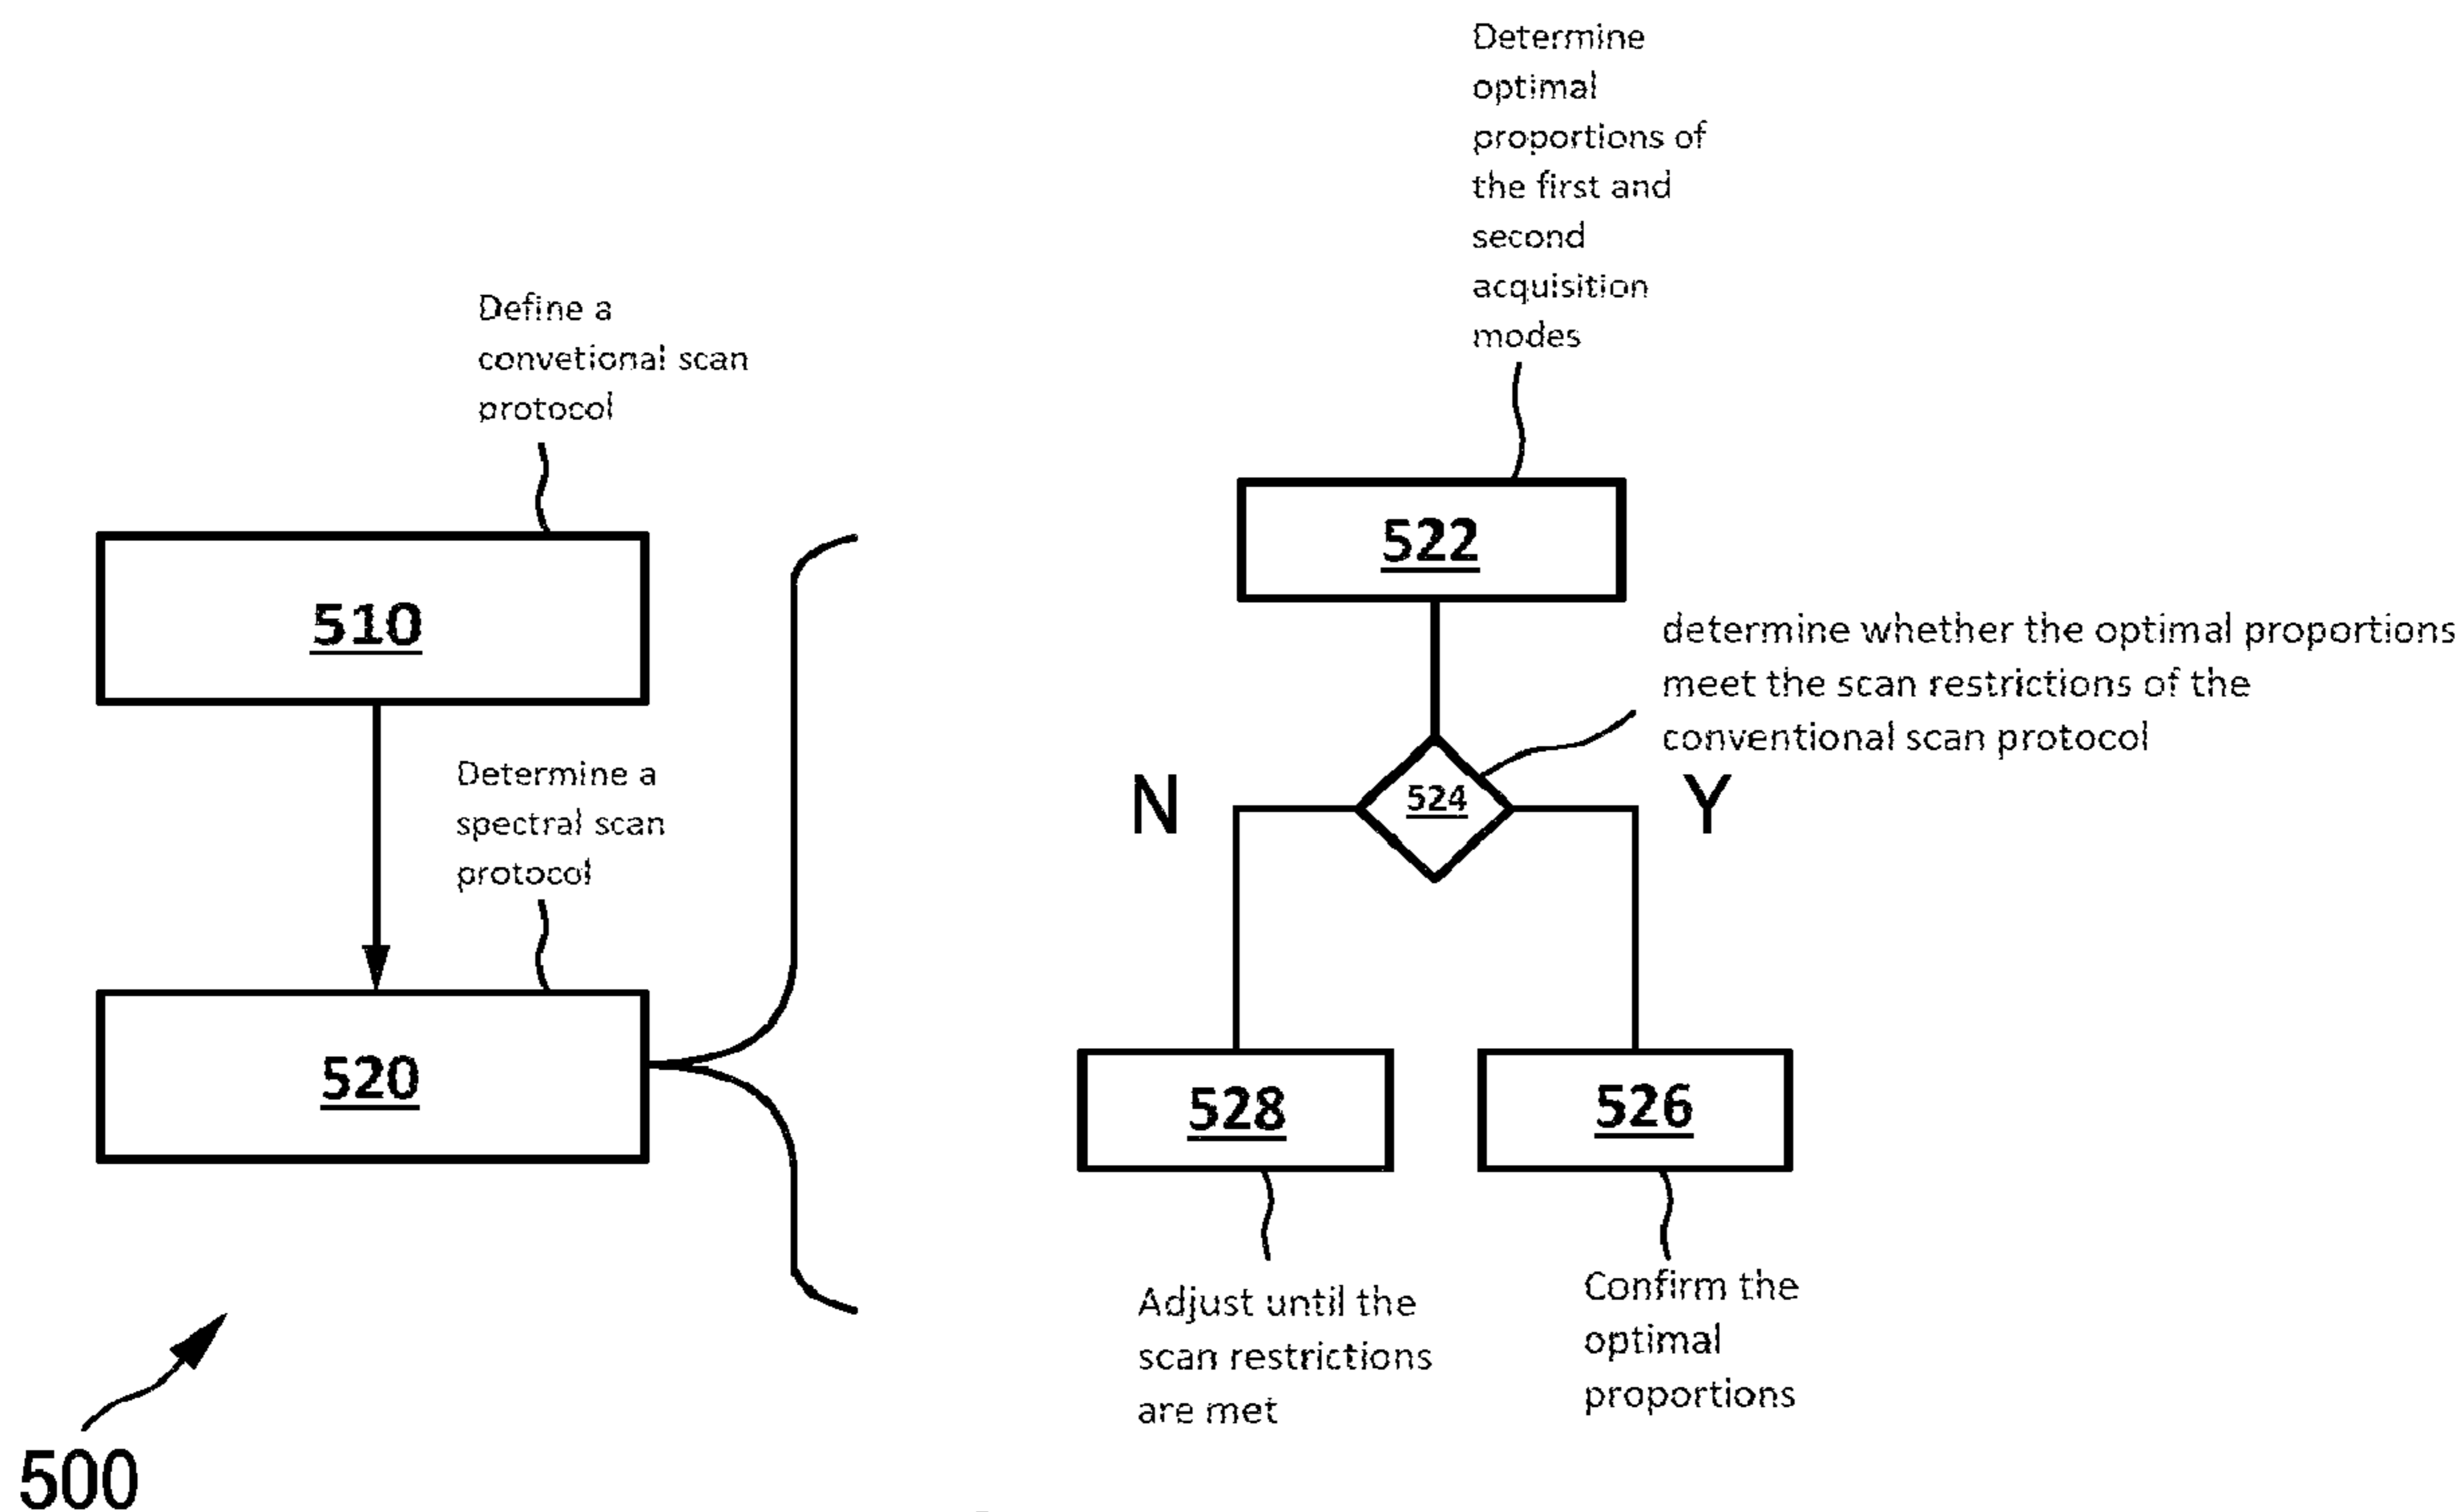 Define a
convetional scan
protocol
510
Determine a
spectral scan
protocol
520
500
Determine
optimal
proportions of
the first and
second
acquisition
modes
522
determine whether the optimal proportions
meet the scan restrictions of the
conventional scan protocol
N
524
Y
528
526
Adjust until the
scan restrictions
are met
Confirm the
optimal
proportions